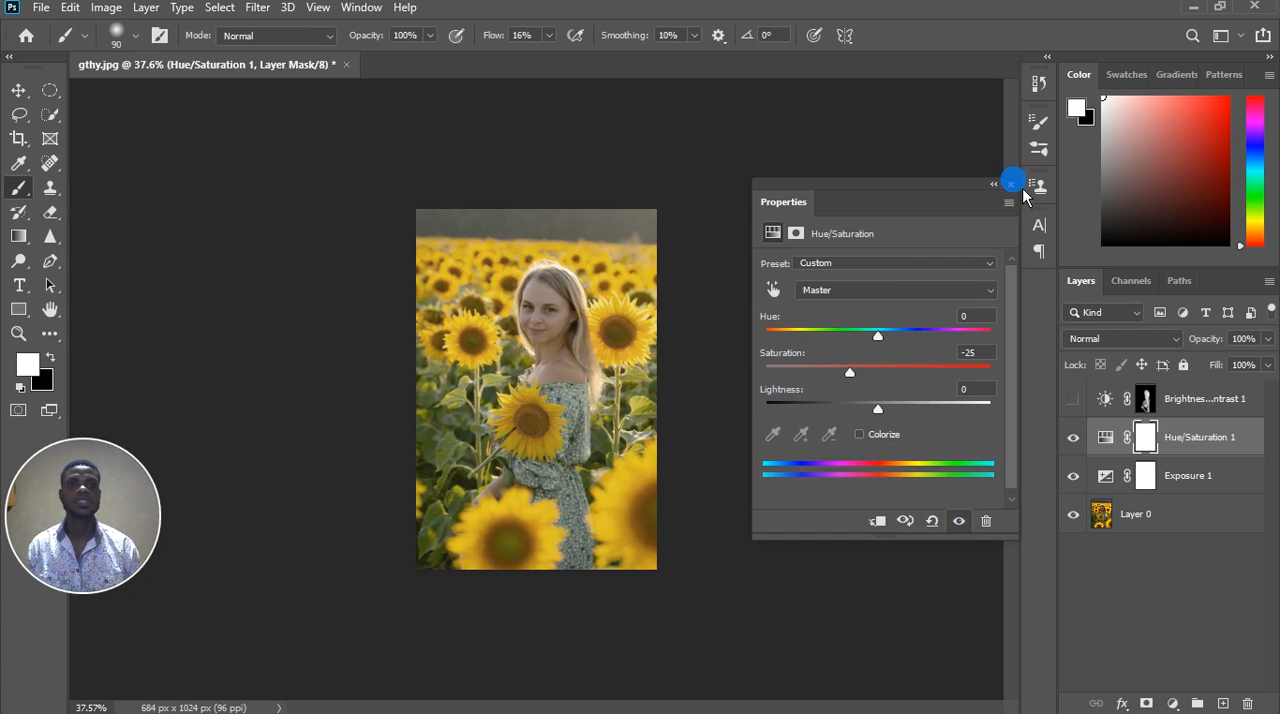 Ps File Edit Image Layer Type Select Filter 3D View Window Help
90 Mode: Normal Opacity: 100% Flow: 16% Smoothing: 10% 0°
gthy.jpg @ 37.6% (Hue/Saturation 1, Layer Mask/8) *
Color Swatches Gradients Patterns
Properties
Hue/Saturation
Preset: Custom
Master
Hue: 0
Saturation: -25
Lightness: 0
Colorize
Layers Channels Paths
Kind
Normal Opacity: 100%
Lock: Fill: 100%
Brightnes...ntrast 1
Hue/Saturation 1
Exposure 1
Layer 0
37.57% 684 px x 1024 px (96 ppi)